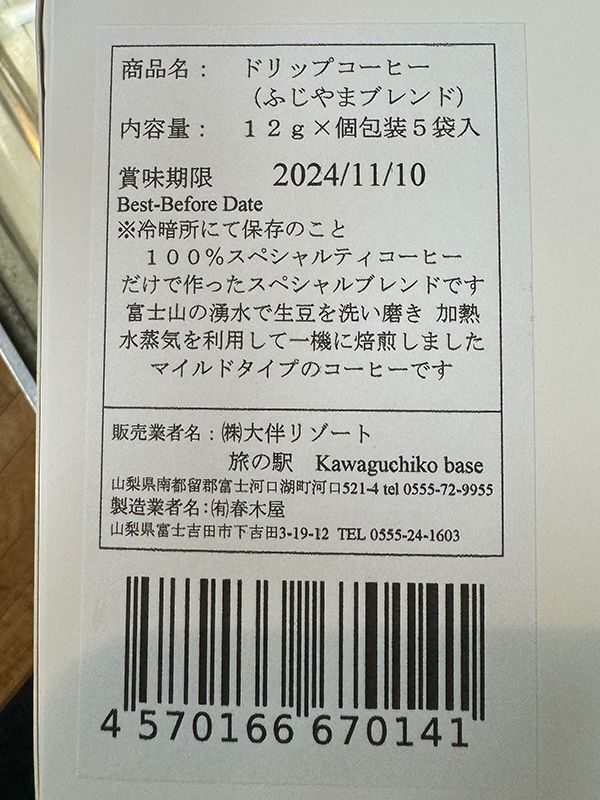 商品名： ドリップコーヒー
（ふじやまブレンド）
内容量： １２ｇ×個包装５袋入
賞味期限 2024/11/10
Best-Before Date
※冷暗所にて保存のこと
１００％スペシャルティコーヒー
だけで作ったスペシャルブレンドです
富士山の湧水で生豆を洗い磨き 加熱
水蒸気を利用して一機に焙煎しました
マイルドタイプのコーヒーです
販売業者名：㈱大伴リゾート
旅の駅 Kawaguchiko base
山梨県南都留郡富士河口湖町河口521-4 tel 0555-72-9955
製造業者名：㈲春木屋
山梨県富士吉田市下吉田3-19-12 TEL 0555-24-1603
4 570166 670141